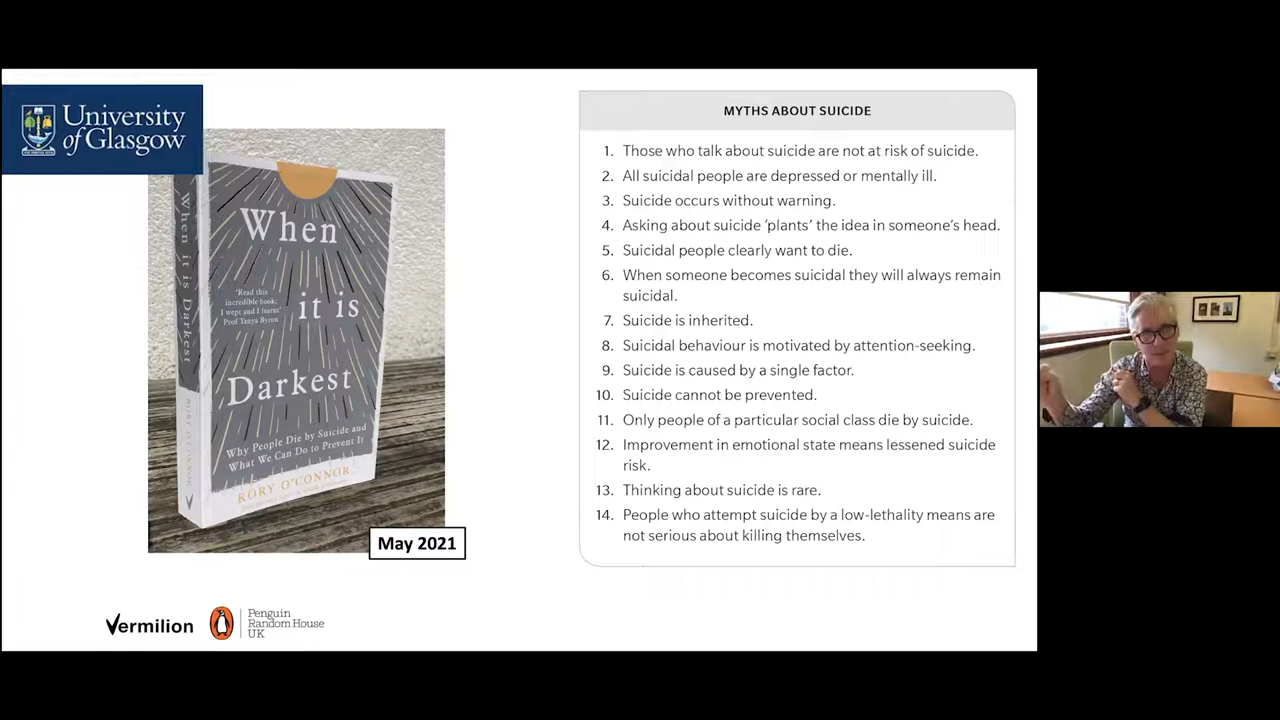 University
of Glasgow
When it is Darkest
RORY O'CONNOR
When
'Read this
incredible book;
I wept and I learnt'
Prof Tanya Byron
it is
Darkest
Why People Die by Suicide and
What We Can Do to Prevent It
RORY O'CONNOR
May 2021
Vermilion
Penguin
Random House
UK
MYTHS ABOUT SUICIDE
1. Those who talk about suicide are not at risk of suicide.
2. All suicidal people are depressed or mentally ill.
3. Suicide occurs without warning.
4. Asking about suicide ‘plants’ the idea in someone’s head.
5. Suicidal people clearly want to die.
6. When someone becomes suicidal they will always remain
suicidal.
7. Suicide is inherited.
8. Suicidal behaviour is motivated by attention-seeking.
9. Suicide is caused by a single factor.
10. Suicide cannot be prevented.
11. Only people of a particular social class die by suicide.
12. Improvement in emotional state means lessened suicide
risk.
13. Thinking about suicide is rare.
14. People who attempt suicide by a low-lethality means are
not serious about killing themselves.